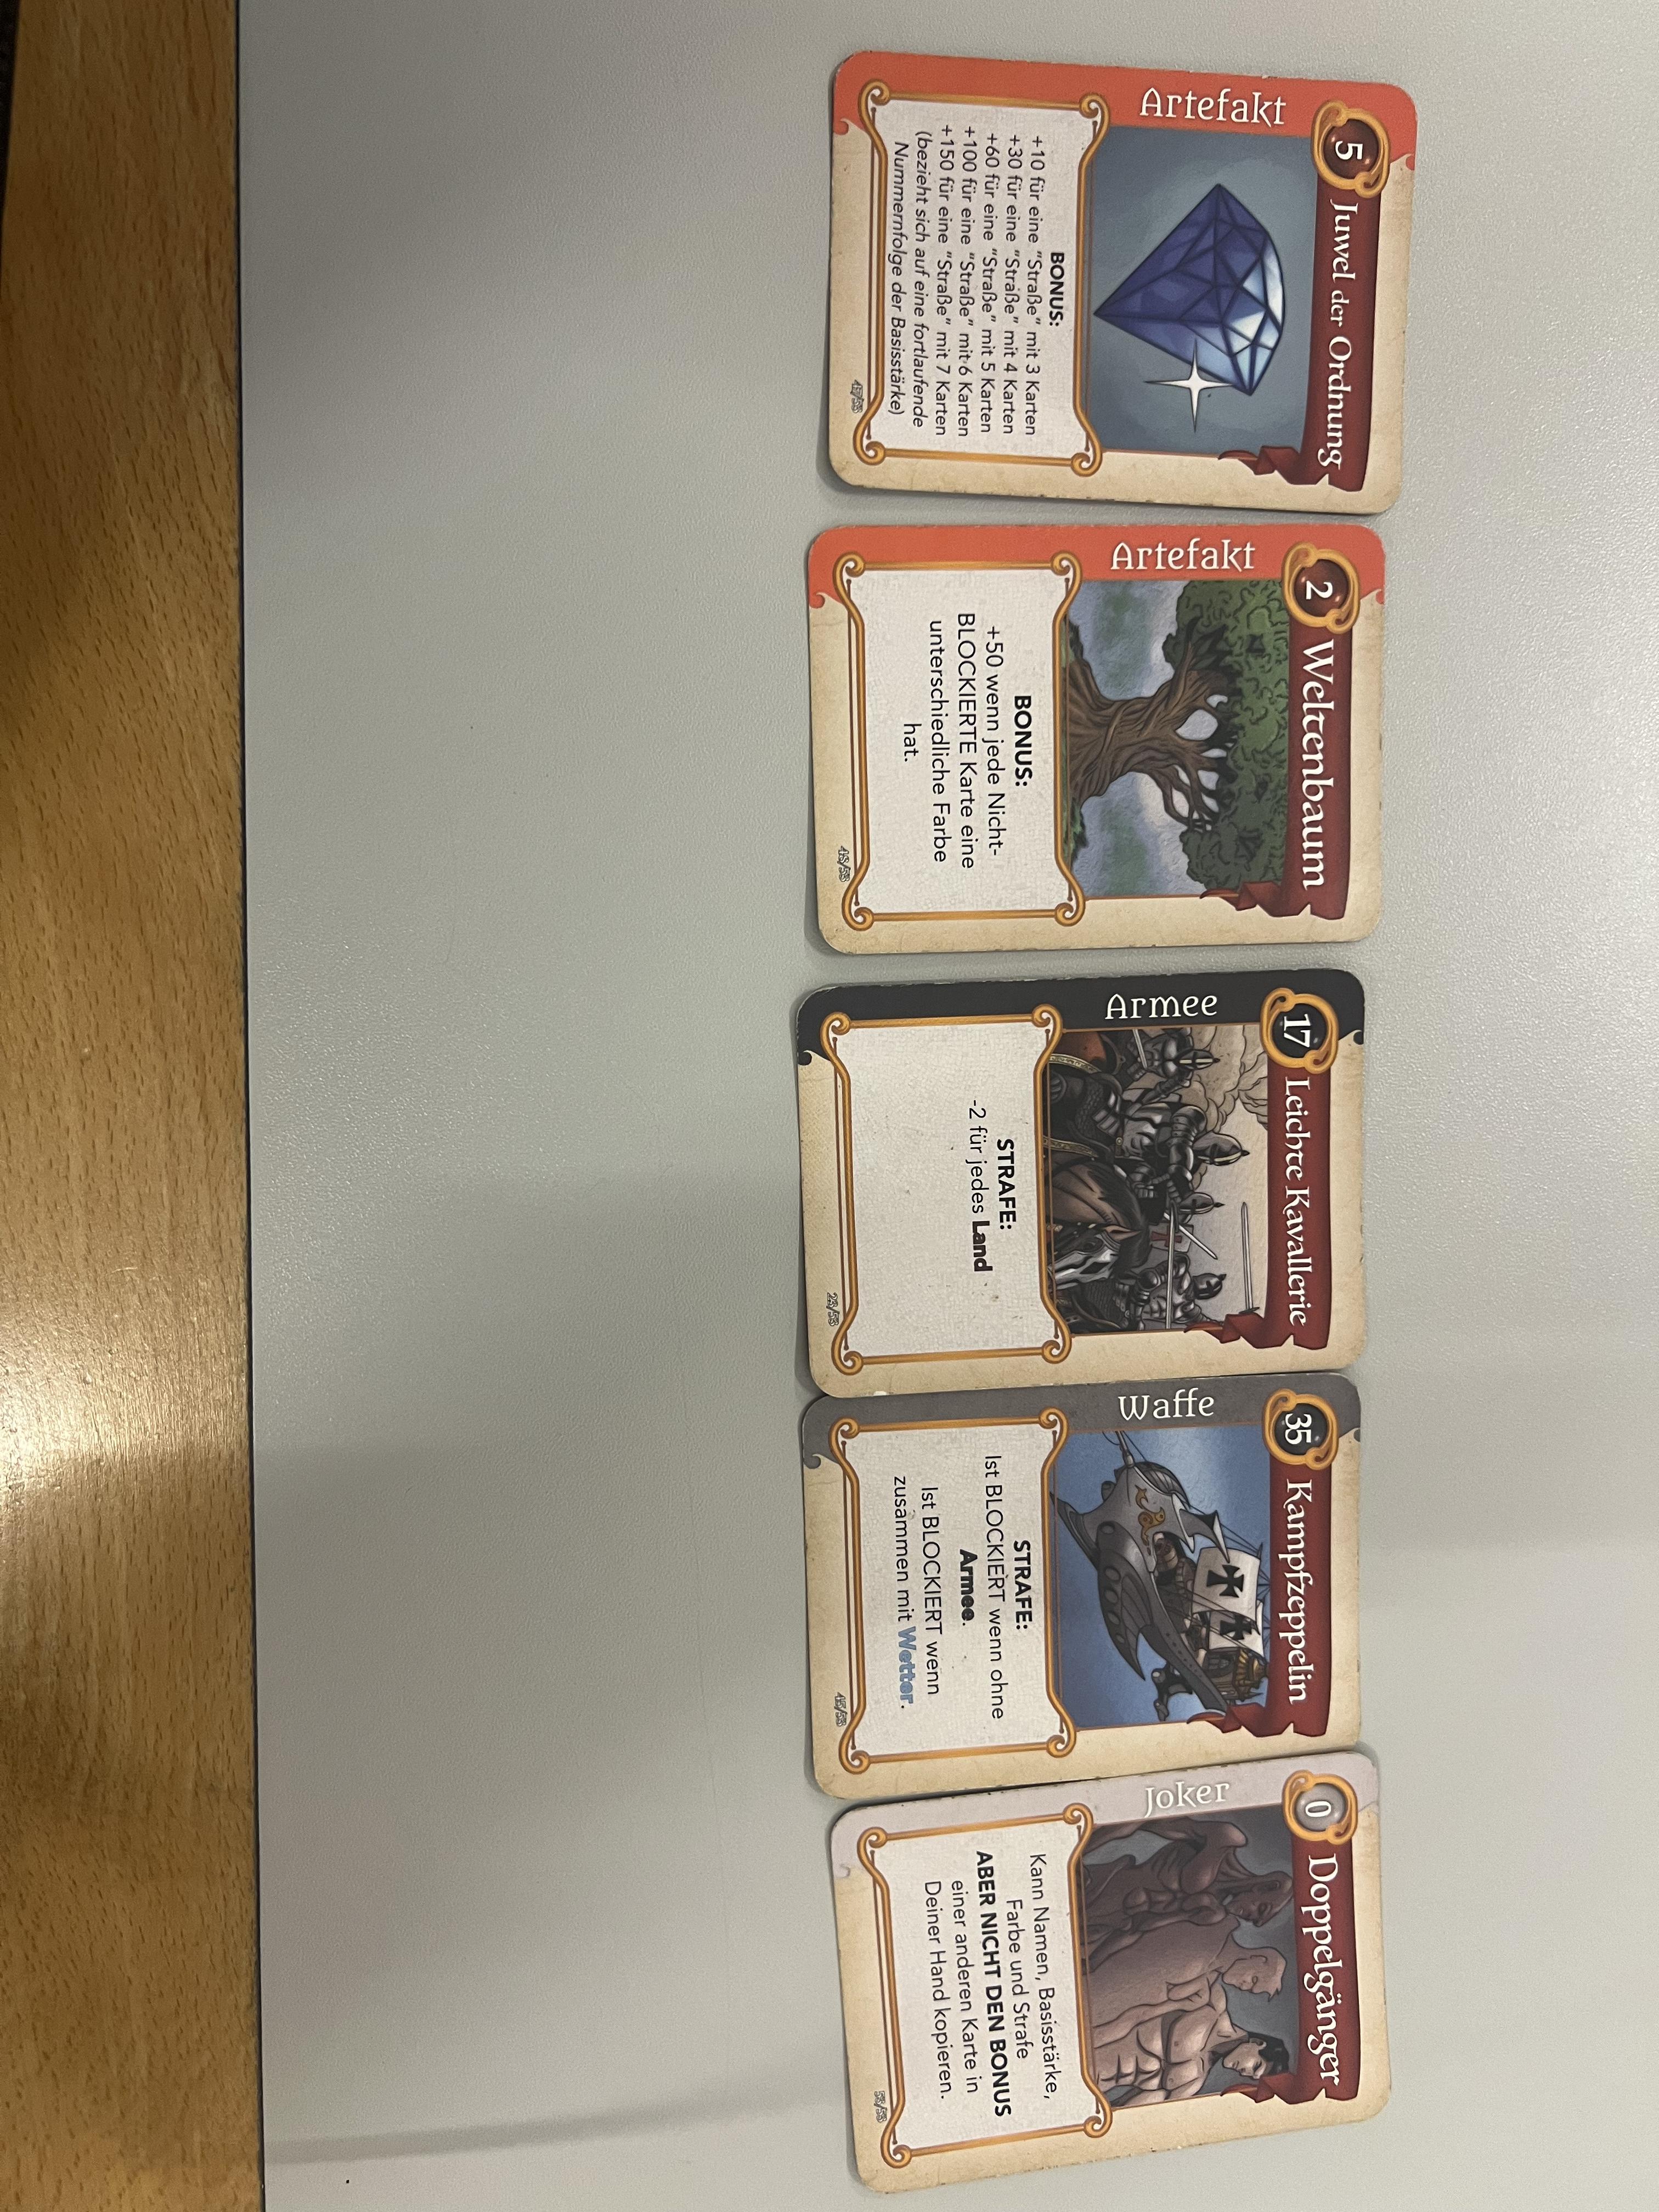 5
Juwel der Ordnung
Artefakt
BONUS:
+10 für eine "Straße" mit 3 Karten
+30 für eine "Straße" mit 4 Karten
+60 für eine "Straße" mit 5 Karten
+100 für eine "Straße" mit 6 Karten
+150 für eine "Straße" mit 7 Karten
(bezieht sich auf eine fortlaufende
Nummernfolge der Basisstärke)
2
Weltenbaum
Artefakt
BONUS:
+50 wenn jede Nicht-
BLOCKIERTE Karte eine
unterschiedliche Farbe
hat.
17
Leichte Kavallerie
Armee
STRAFE:
-2 für jedes Land
35
Kampfzeppelin
Waffe
STRAFE:
Ist BLOCKIERT wenn ohne
Armee.
Ist BLOCKIERT wenn
zusammen mit Wetter.
45/53
0
Doppelgänger
Joker
Kann Namen, Basisstärke,
Farbe und Strafe
ABER NICHT DEN BONUS
einer anderen Karte in
Deiner Hand kopieren.